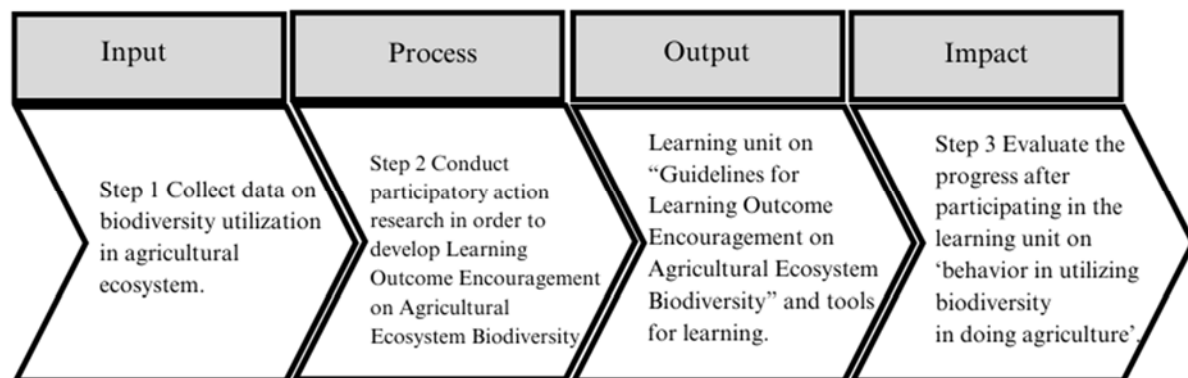 Input
Process
Output
Impact
Step 1 Collect data on
biodiversity utilization
in agricultural
ecosystem.
Step 2 Conduct
participatory action
research in order to
develop Learning
Outcome Encouragement
on Agricultural
Ecosystem Biodiversity
Learning unit on
“Guidelines for
Learning Outcome
Encouragement on
Agricultural Ecosystem
Biodiversity” and tools
for learning.
Step 3 Evaluate the
progress after
participating in the
learning unit on
‘behavior in utilizing
biodiversity
in doing agriculture’.